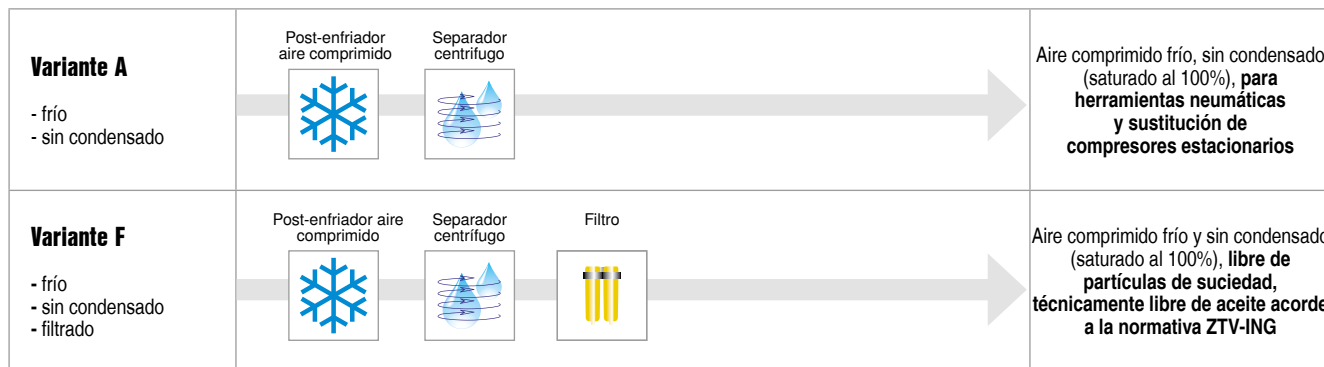 Variante A
- frío
- sin condensado
Post-enfriador
aire comprimido
Separador
centrifugo
Aire comprimido frío, sin condensado
(saturado al 100%), para
herramientas neumáticas
y sustitución de
compresores estacionarios
Variante F
- frío
- sin condensado
- filtrado
Post-enfriador aire
comprimido
Separador
centrífugo
Filtro
Aire comprimido frío y sin condensado
(saturado al 100%), libre de
partículas de suciedad,
técnicamente libre de aceite acorde
a la normativa ZTV-ING